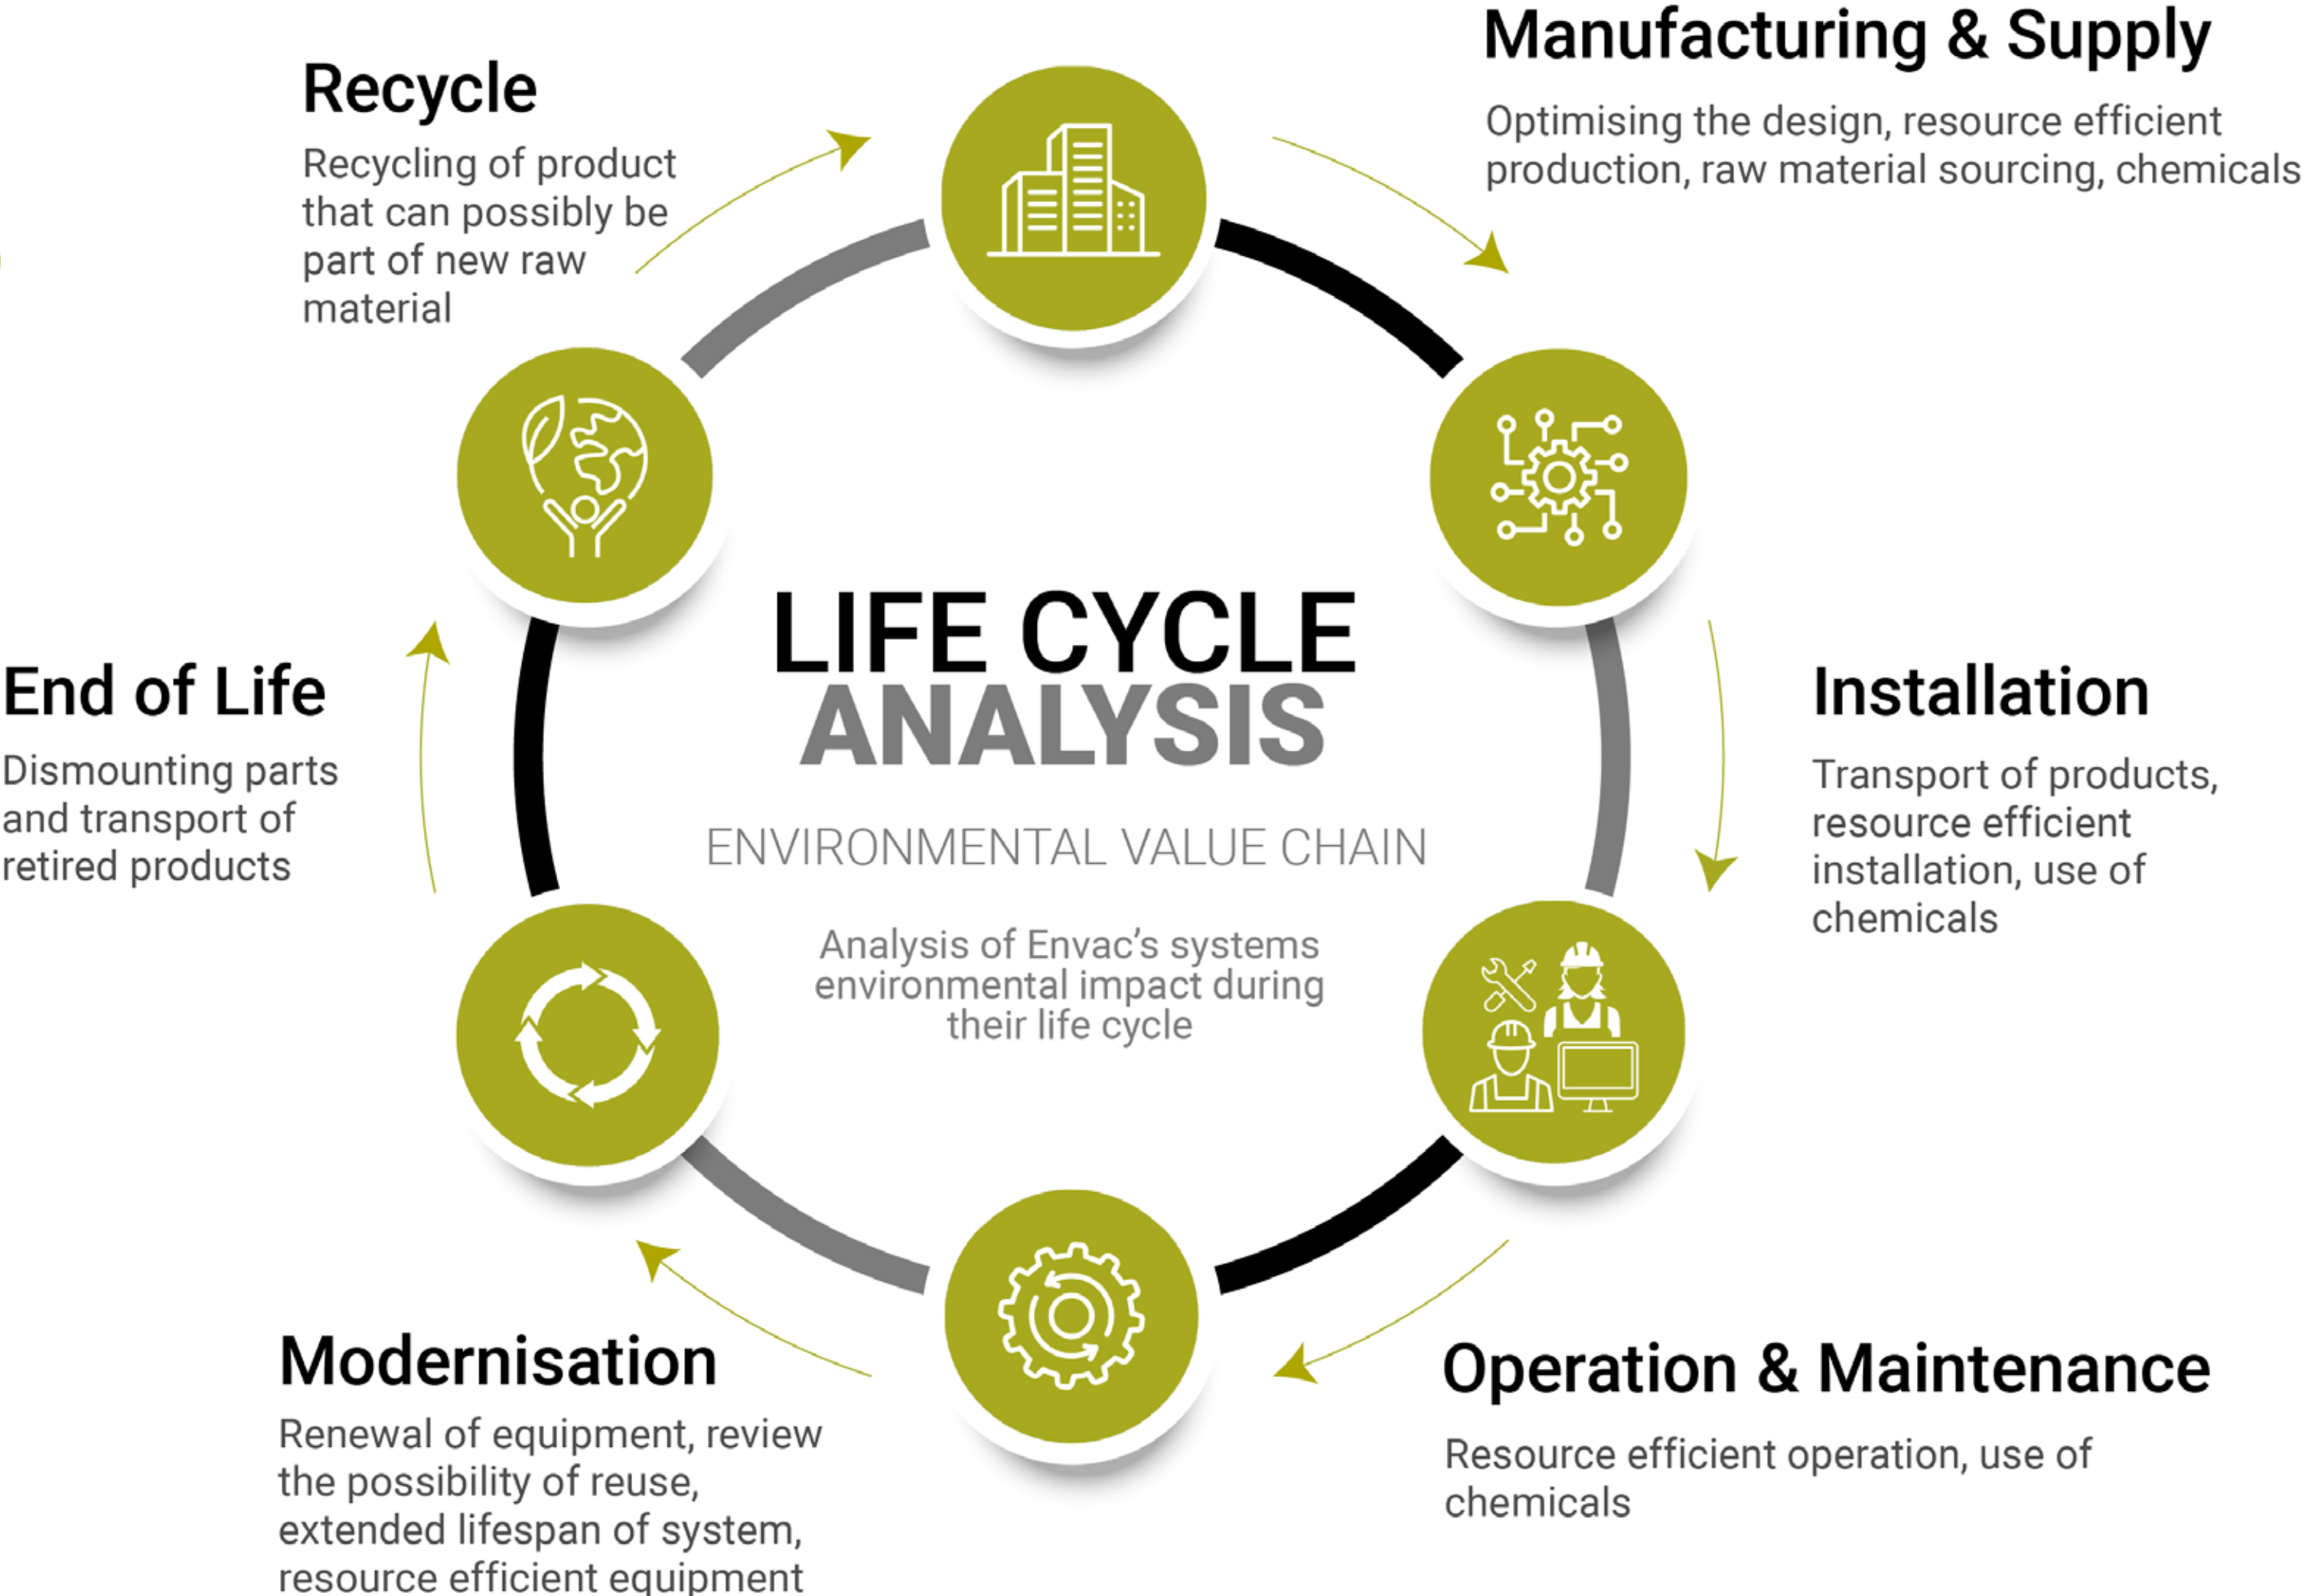 Manufacturing & Supply
Optimising the design, resource efficient
production, raw material sourcing, chemicals
Recycle
Recycling of product
that can possibly be
part of new raw
material
LIFE CYCLE
ANALYSIS
ENVIRONMENTAL VALUE CHAIN
Analysis of Envac’s systems
environmental impact during
their life cycle
Installation
Transport of products,
resource efficient
installation, use of
chemicals
End of Life
Dismounting parts
and transport of
retired products
Operation & Maintenance
Resource efficient operation, use of
chemicals
Modernisation
Renewal of equipment, review
the possibility of reuse,
extended lifespan of system,
resource efficient equipment